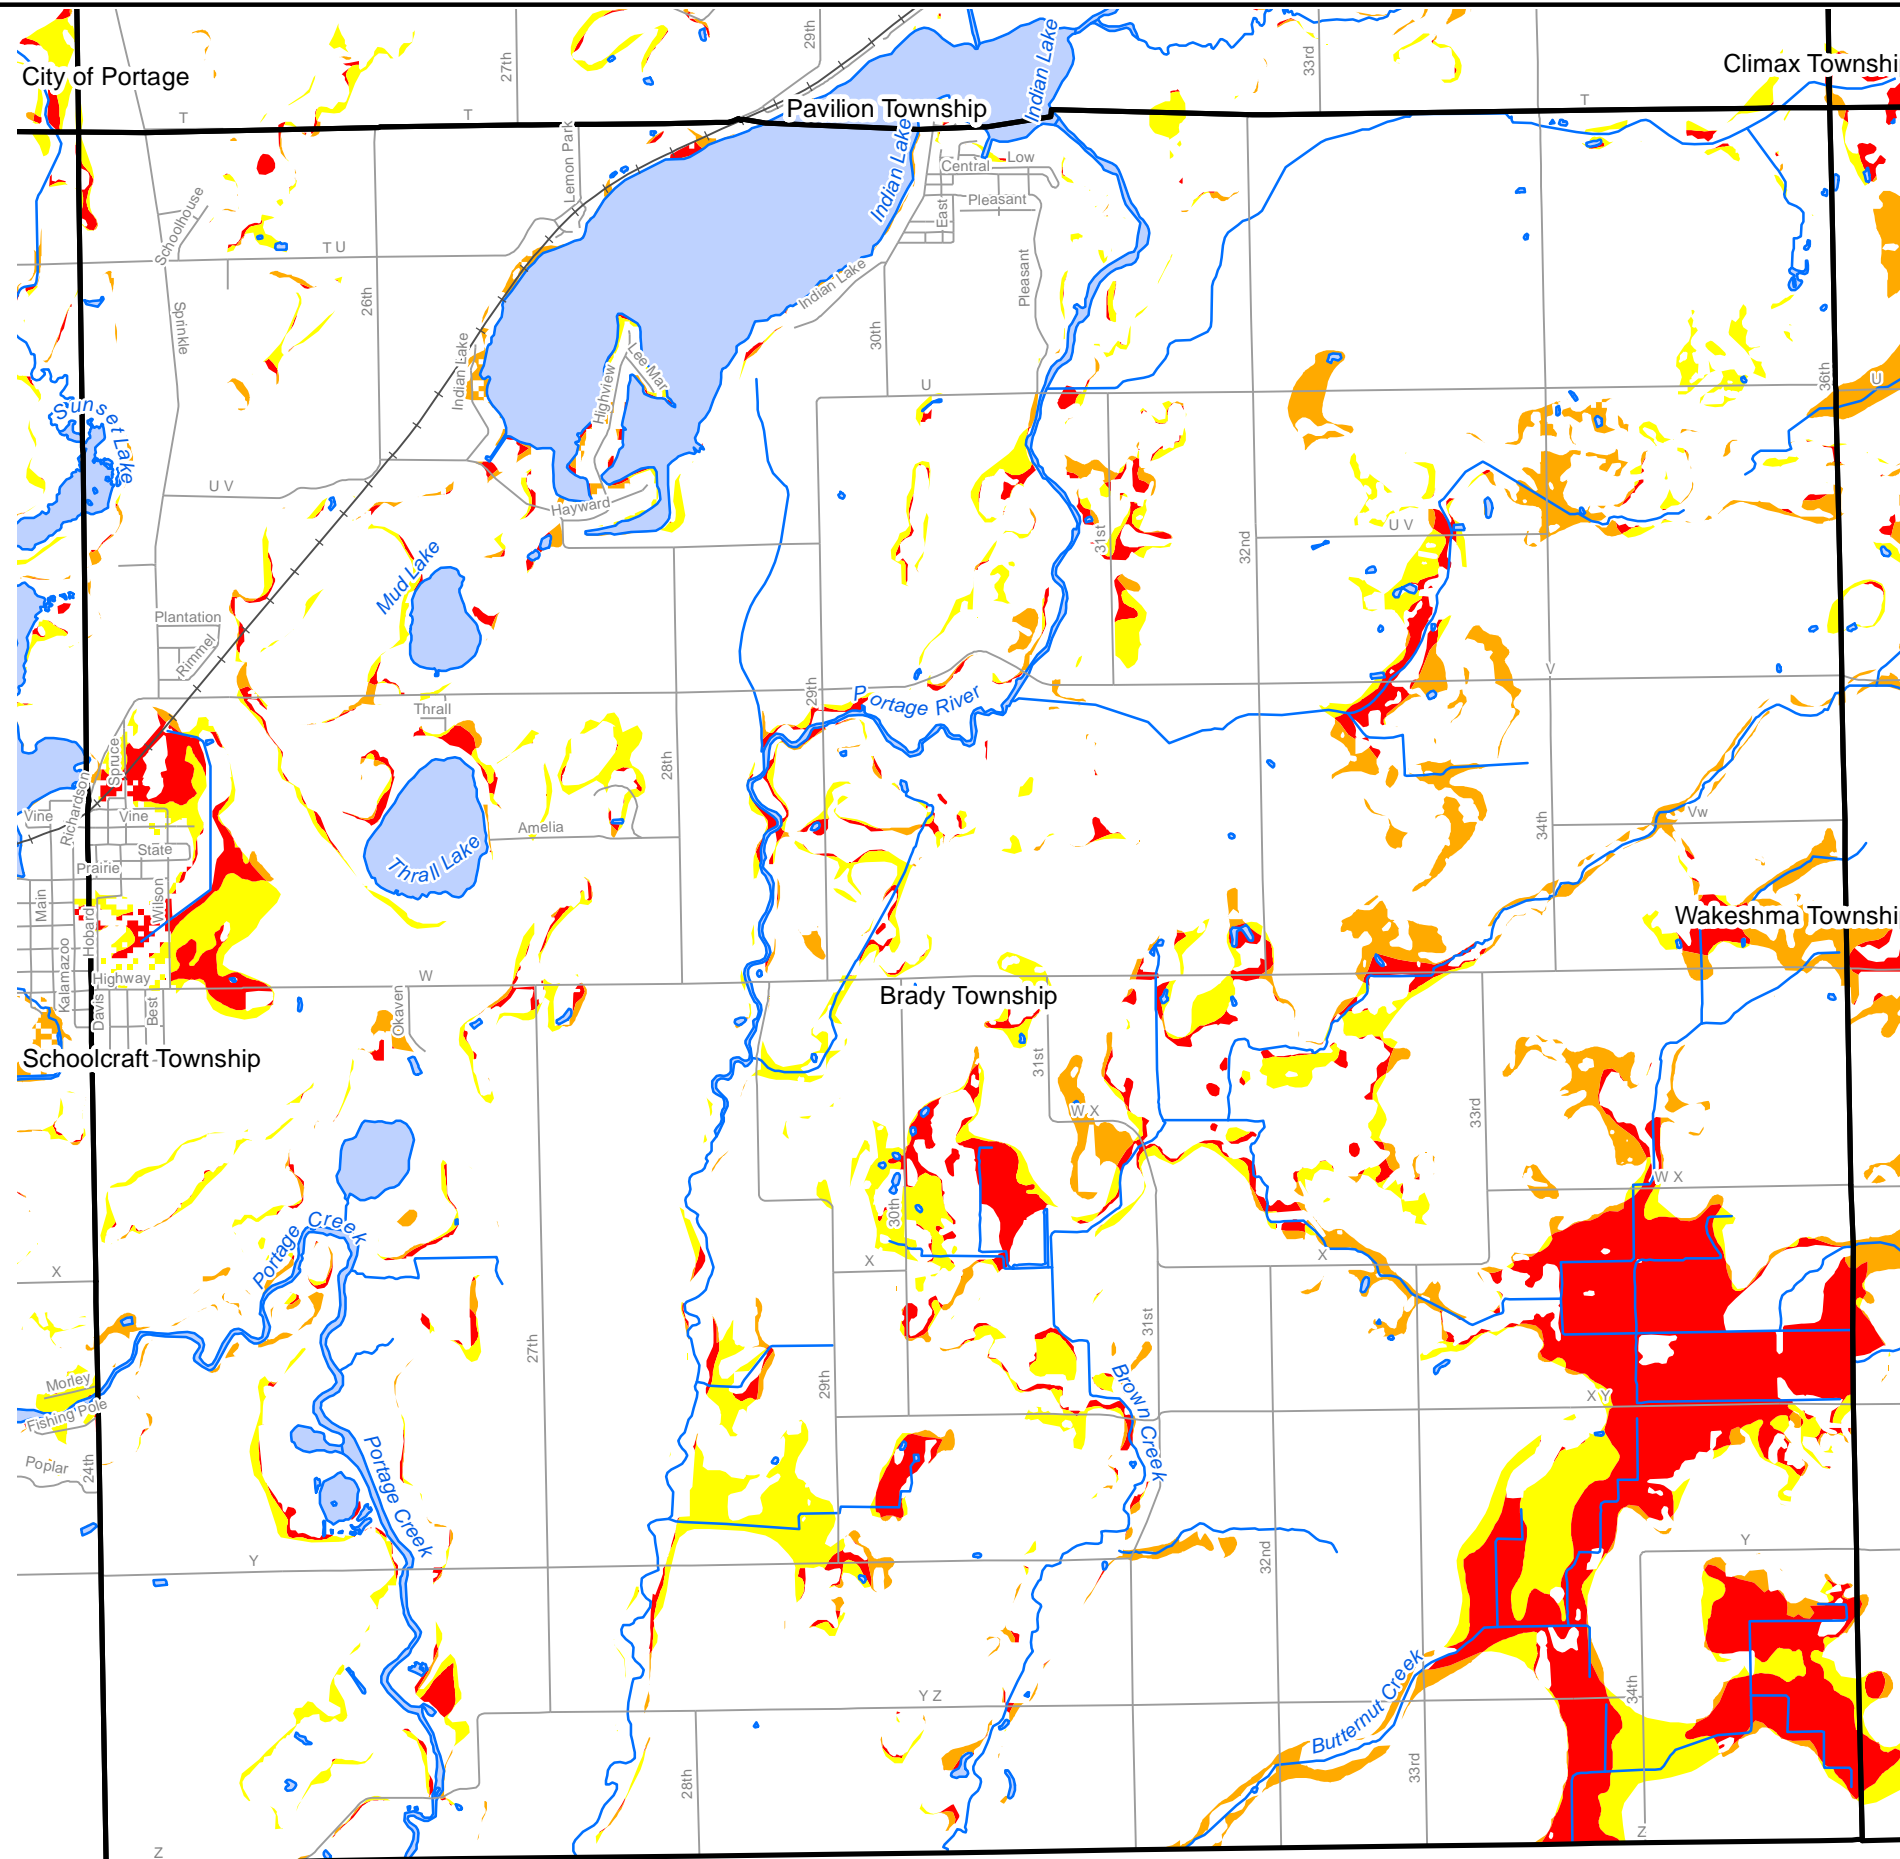 27th
29th
Indian Lake
33rd
City of Portage
Climax Townshi
Pavilion Township
T
T
T
Lemon Park
Indian Lake
Central
Low
Schoolhouse
East
Pleasant
T U
Sprinkle
26th
Indian Lake
Pleasant
30th
Indian Lake
Lee Mar
Highview
U
36th
U
Sunset Lake
U V
Hayward
31st
32nd
U V
Mud Lake
Plantation
Rimmel
V
Thrall
29th
Portage River
Spruce
28th
Richardson
Vine
Vine
Amelia
34th
Vw
State
Prairie
Thrall Lake
Main
Wilson
Hobard
Wakeshma Townshi
Kalamazoo
Highway
W
Davis
Best
Okaven
Brady Township
Schoolcraft Township
31st
W X
33rd
W X
30th
Portage Creek
X
X
X
27th
31st
29th
Morley
Fishing Pole
Brown Creek
X Y
Poplar
24th
Portage Creek
Y
32nd
Y
Butternut Creek
Y Z
34th
28th
33rd
Z
Z